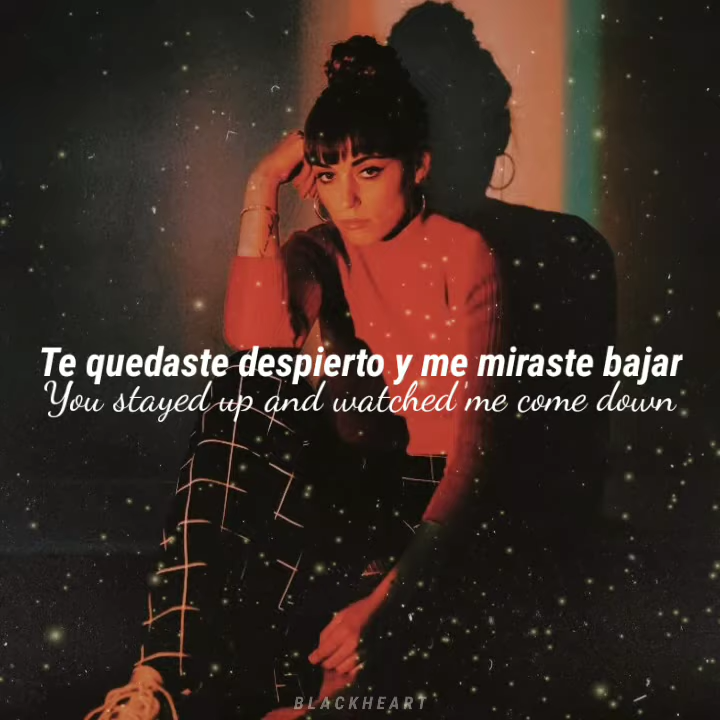 Te quedaste despierto y me miraste bajar
You stayed up and watched me come down
BLACKHEART